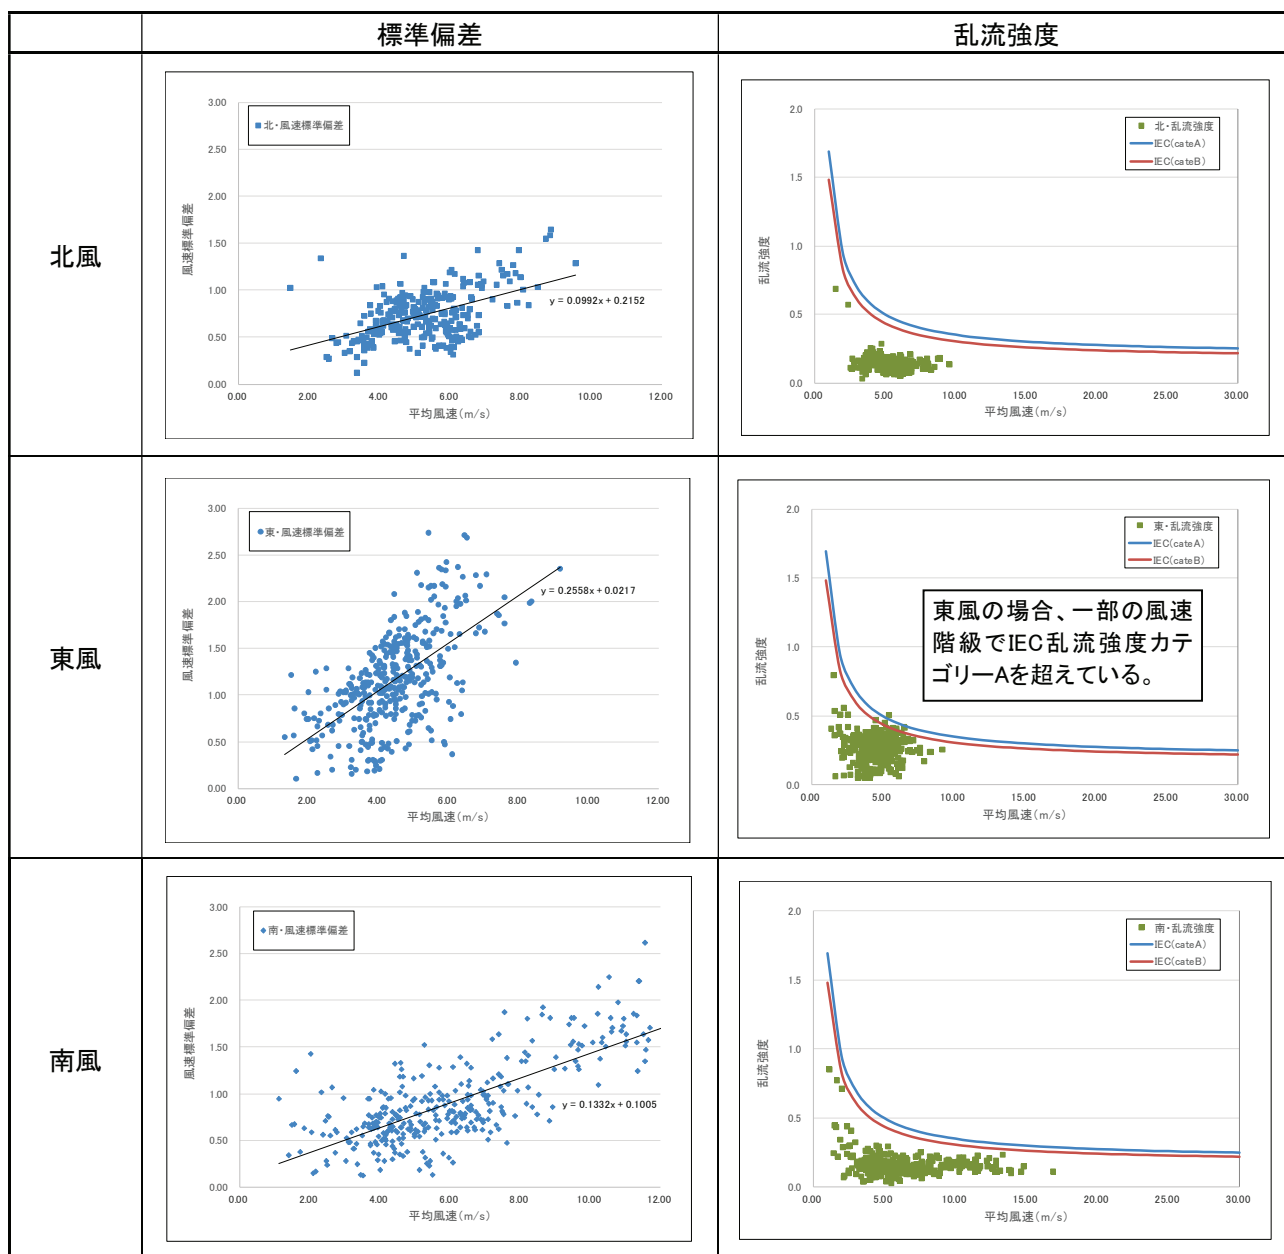 標準偏差
乱流強度
北風
3.00
2.50
2.00
1.50
1.00
0.50
0.00
風速標準偏差
北・風速標準偏差
y = 0.0992x + 0.2152
0.00
2.00
4.00
6.00
8.00
10.00
12.00
平均風速(m/s)
2.0
1.5
1.0
0.5
0.0
乱流強度
北・乱流強度
IEC(cateA)
IEC(cateB)
0.00
5.00
10.00
15.00
20.00
25.00
30.00
平均風速(m/s)
東風
3.00
2.50
2.00
1.50
1.00
0.50
0.00
風速標準偏差
東・風速標準偏差
y = 0.2558x + 0.0217
0.00
2.00
4.00
6.00
8.00
10.00
12.00
平均風速(m/s)
2.0
1.5
1.0
0.5
0.0
乱流強度
東・乱流強度
IEC(cateA)
IEC(cateB)
東風の場合、一部の風速
階級でIEC乱流強度カテ
ゴリーAを超えている。
0.00
5.00
10.00
15.00
20.00
25.00
30.00
平均風速(m/s)
南風
3.00
2.50
2.00
1.50
1.00
0.50
0.00
風速標準偏差
南・風速標準偏差
y = 0.1332x + 0.1005
0.00
2.00
4.00
6.00
8.00
10.00
12.00
平均風速(m/s)
2.0
1.5
1.0
0.5
0.0
乱流強度
南・乱流強度
IEC(cateA)
IEC(cateB)
0.00
5.00
10.00
15.00
20.00
25.00
30.00
平均風速(m/s)